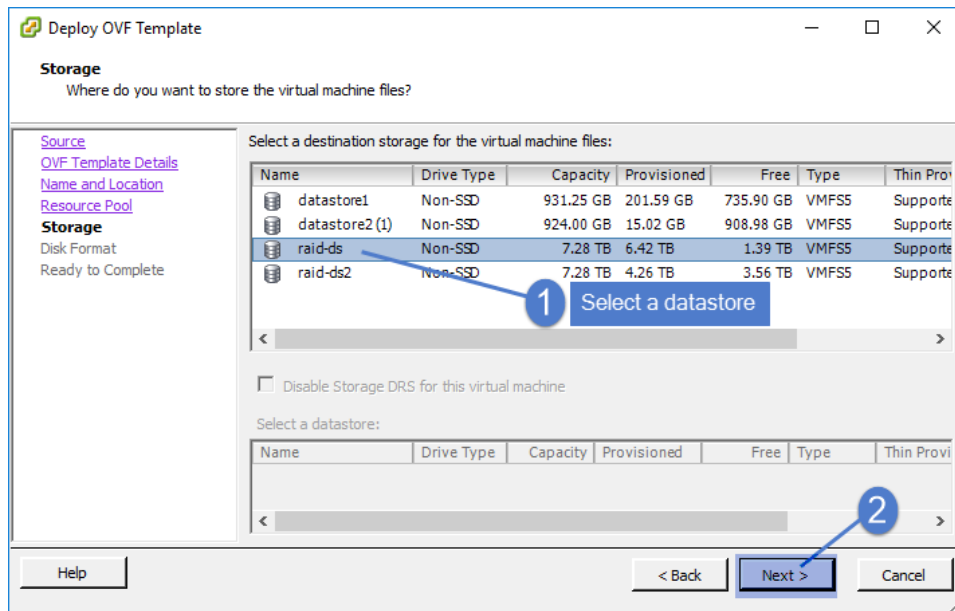 Deploy OVF Template
Storage
Where do you want to store the virtual machine files?
Source
OVF Template Details
Name and Location
Resource Pool
Storage
Disk Format
Ready to Complete
Select a destination storage for the virtual machine files:
Name Drive Type Capacity Provisioned Free Type Thin Prov
datastore1 Non-SSD 931.25 GB 201.59 GB 735.90 GB VMFS5 Supporte
datastore2 (1) Non-SSD 924.00 GB 15.02 GB 908.98 GB VMFS5 Supporte
raid-ds Non-SSD 7.28 TB 6.42 TB 1.39 TB VMFS5 Supporte
raid-ds2 Non-SSD 7.28 TB 4.26 TB 3.56 TB VMFS5 Supporte
1 Select a datastore
Disable Storage DRS for this virtual machine
Select a datastore:
Name Drive Type Capacity Provisioned Free Type Thin Provi
2
Help < Back Next > Cancel